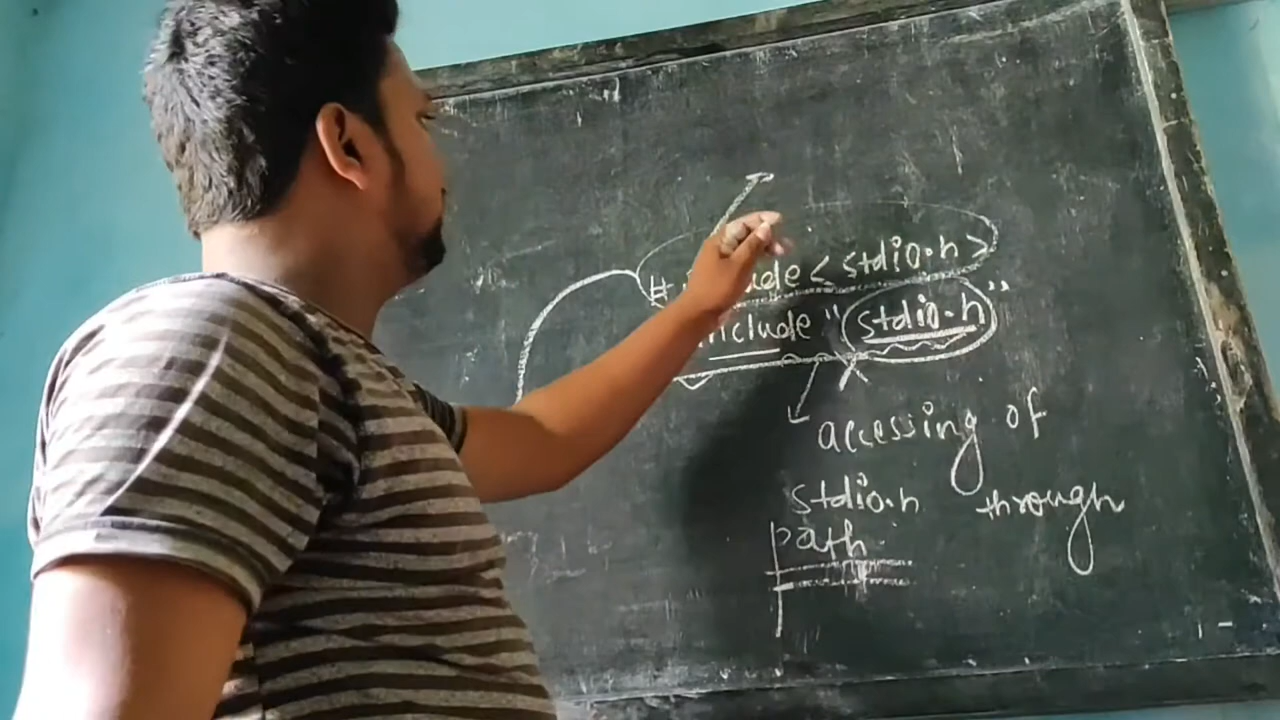 # include < stdio.h >
include "stdio.h"
accessing of
stdio.h through
path.